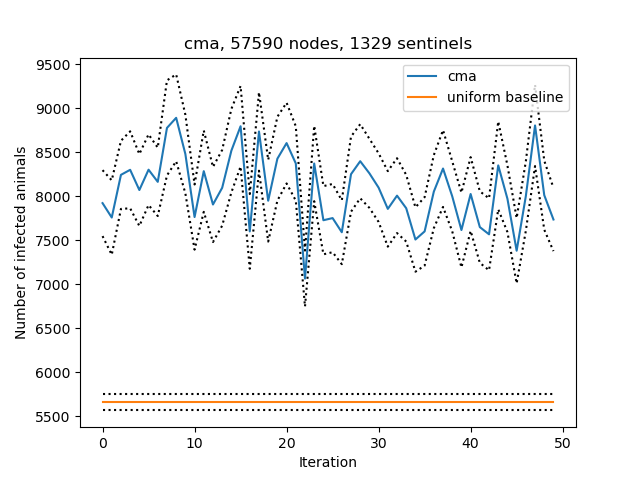 cma, 57590 nodes, 1329 sentinels
cma
uniform baseline
Number of infected animals
9500
9000
8500
8000
7500
7000
6500
6000
5500
0 10 20 30 40 50
Iteration